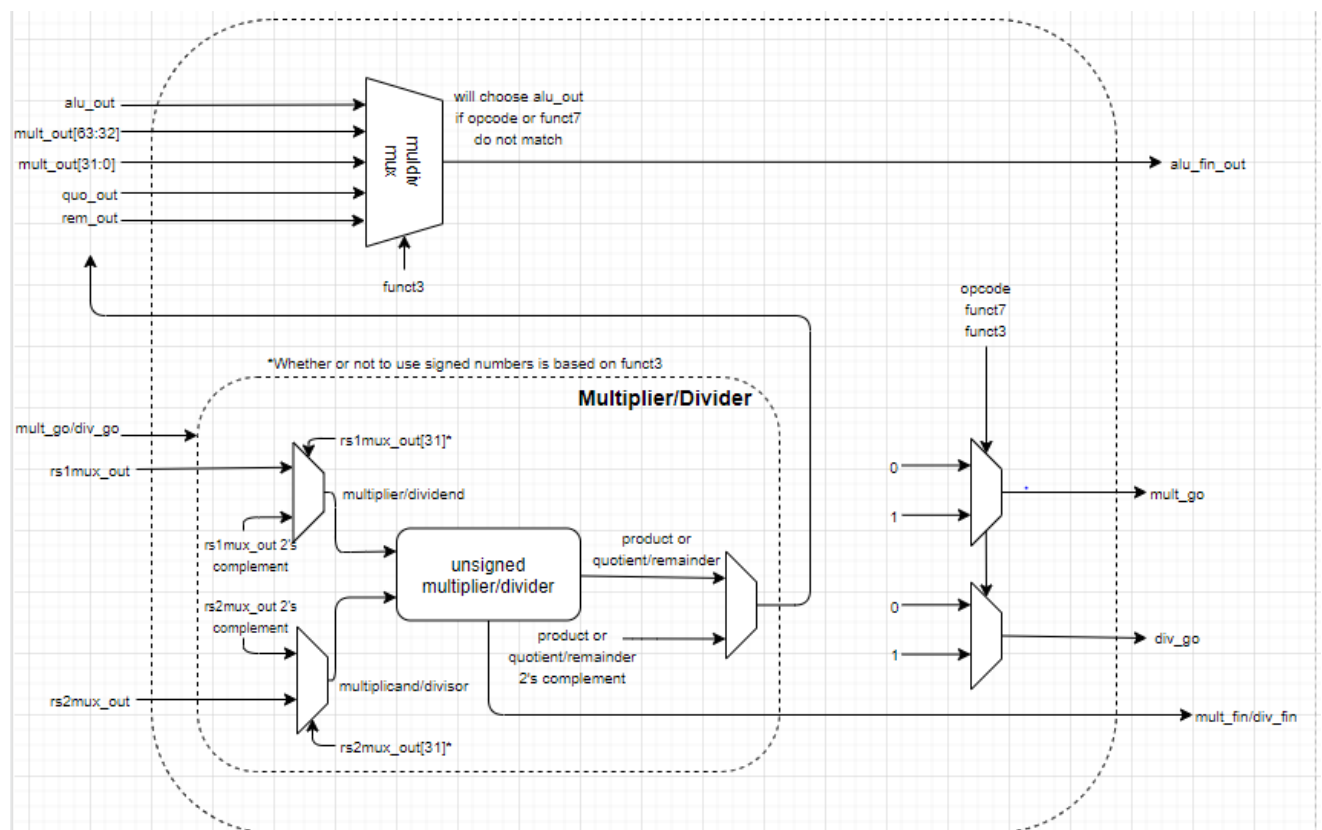 alu_out
mult_out[63:32]
mult_out[31:0]
quo_out
rem_out
muldiv
mux
will choose alu_out
if opcode or funct7
do not match
alu_fin_out
funct3
opcode
funct7
funct3
*Whether or not to use signed numbers is based on funct3
Multiplier/Divider
mult_go/div_go
rs1mux_out
rs1mux_out[31]*
multiplier/dividend
rs1mux_out 2's
complement
rs2mux_out 2's
complement
unsigned
multiplier/divider
product or
quotient/remainder
product or
quotient/remainder
2's complement
multiplicand/divisor
rs2mux_out
rs2mux_out[31]*
0
1
mult_go
0
1
div_go
mult_fin/div_fin